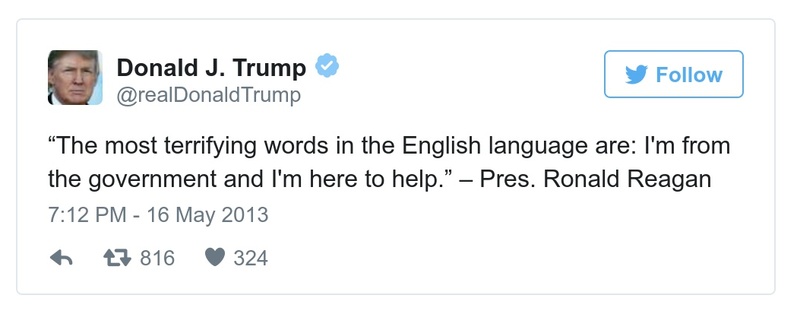 Donald J. Trump
@realDonaldTrump
Follow
“The most terrifying words in the English language are: I'm from
the government and I'm here to help.” – Pres. Ronald Reagan
7:12 PM - 16 May 2013
816 324